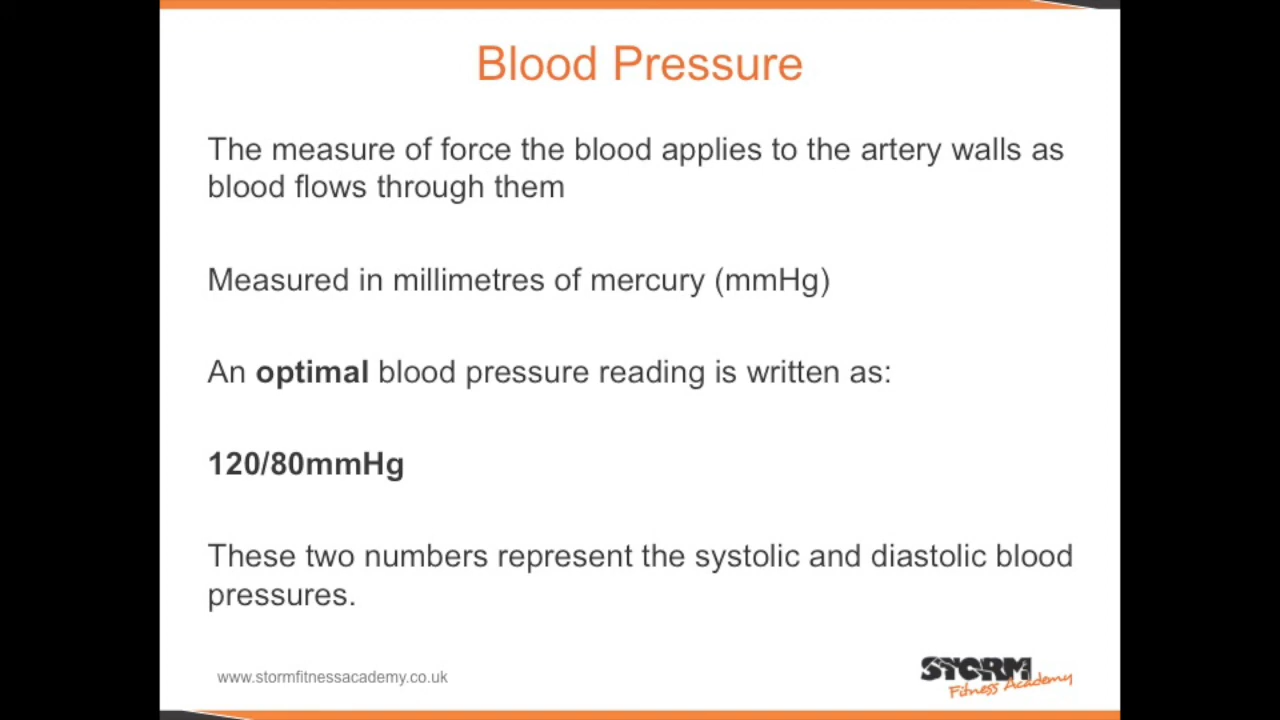 Blood Pressure
The measure of force the blood applies to the artery walls as
blood flows through them
Measured in millimetres of mercury (mmHg)
An optimal blood pressure reading is written as:
120/80mmHg
These two numbers represent the systolic and diastolic blood
pressures.
www.stormfitnessacademy.co.uk
STORM
Fitness Academy